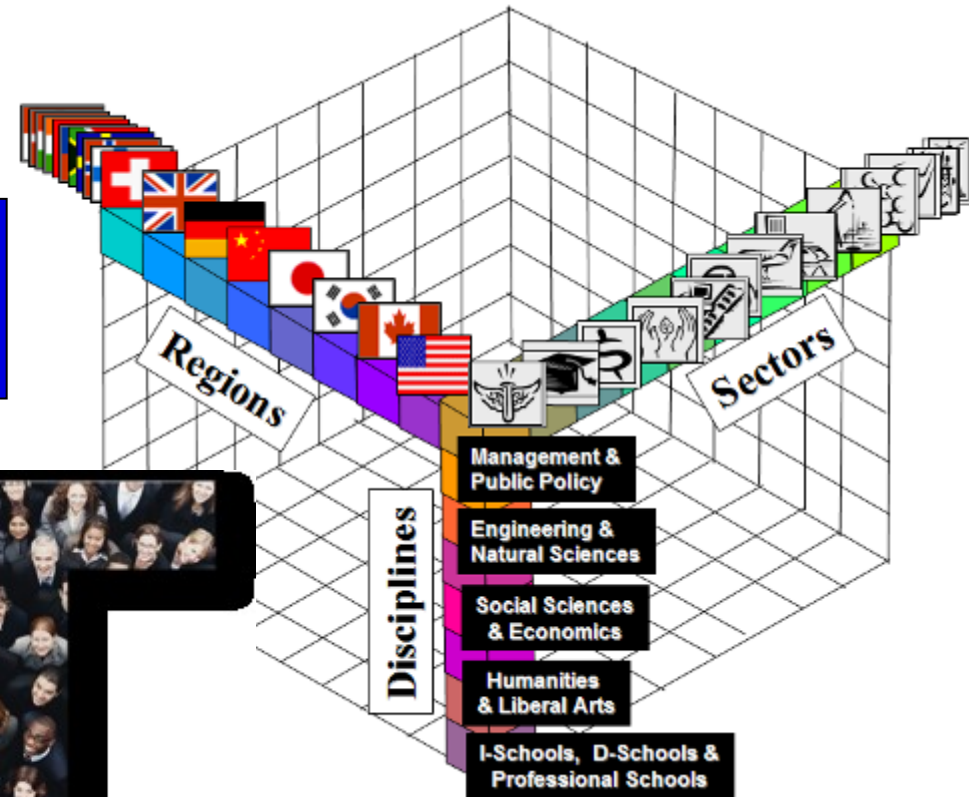 Regions
Sectors
Disciplines
Management &
Public Policy
Engineering &
Natural Sciences
Social Sciences
& Economics
Humanities
& Liberal Arts
I-Schools, D-Schools &
Professional Schools